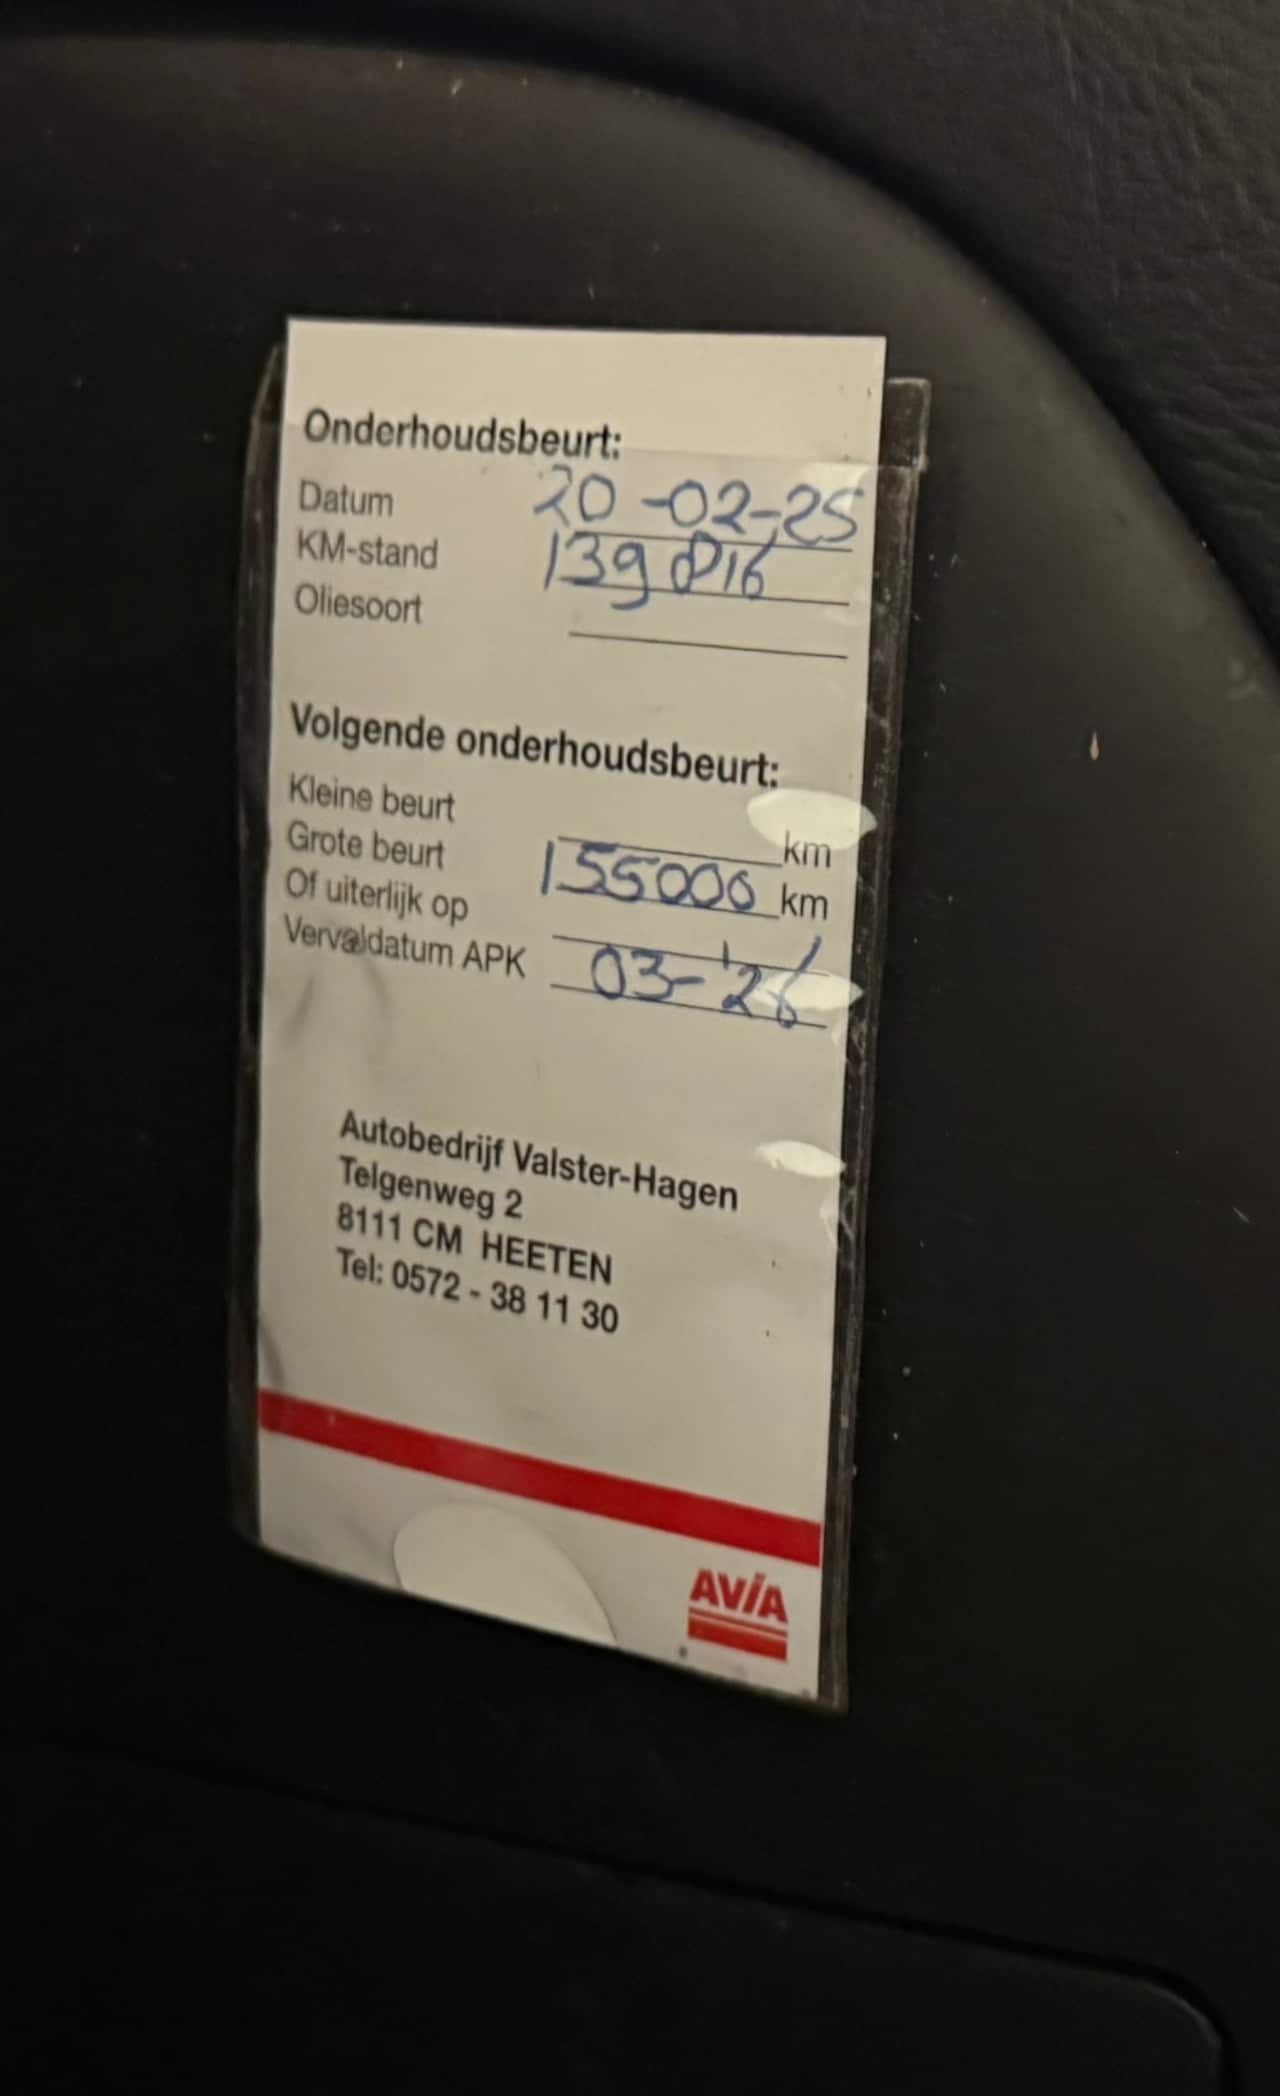 Onderhoudsbeurt:
Datum 20-02-25
KM-stand 139 816
Oliesoort
Volgende onderhoudsbeurt:
Kleine beurt km
Grote beurt 155000 km
Of uiterlijk op
Vervaldatum APK 03-'26
Autobedrijf Valster-Hagen
Telgenweg 2
8111 CM HEETEN
Tel: 0572 - 38 11 30
AVIA